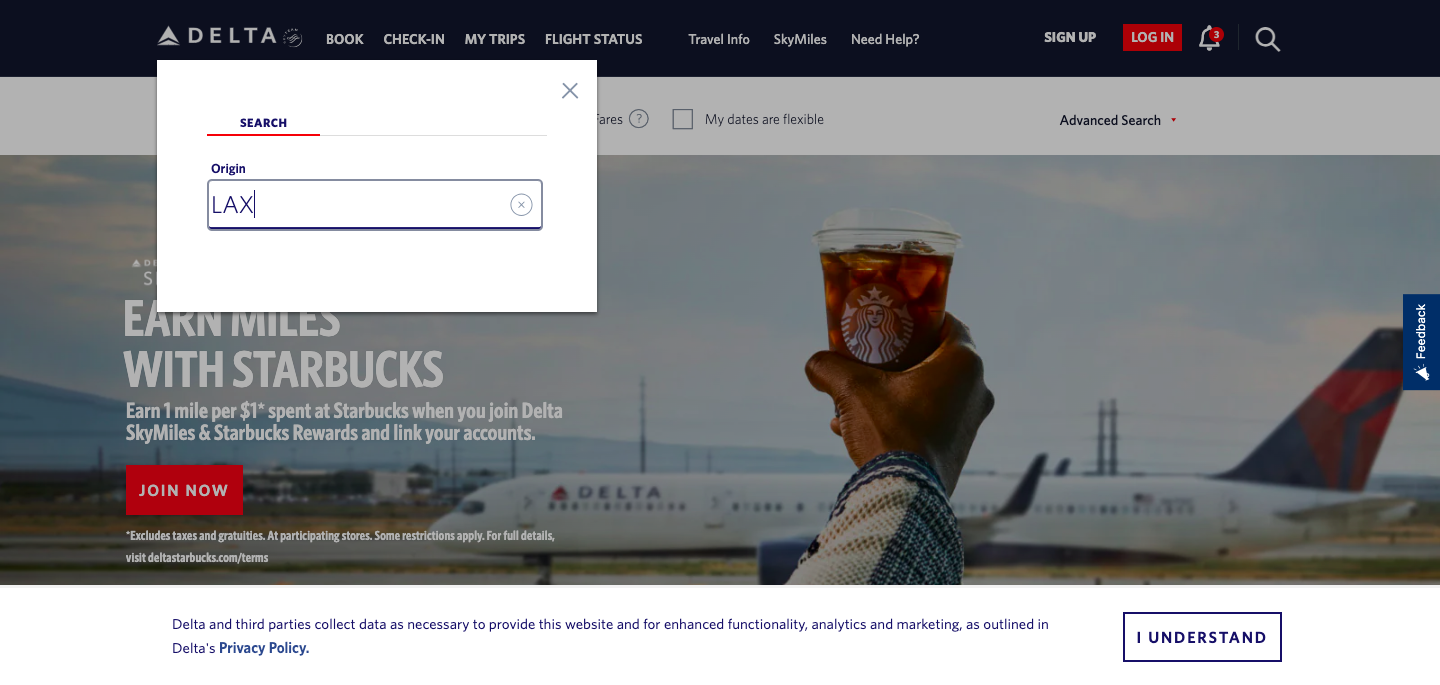 DELTA
BOOK
CHECK-IN
MY TRIPS
FLIGHT STATUS
Travel Info
SkyMiles
Need Help?
SIGN UP
LOG IN
3
SEARCH
Origin
LAX
Fares
?
My dates are flexible
Advanced Search
EARN MILES
WITH STARBUCKS
Earn 1 mile per $1* spent at Starbucks when you join Delta
SkyMiles & Starbucks Rewards and link your accounts.
JOIN NOW
*Excludes taxes and gratuities. At participating stores. Some restrictions apply. For full details,
visit deltastarbucks.com/terms
DELTA
Feedback
Delta and third parties collect data as necessary to provide this website and for enhanced functionality, analytics and marketing, as outlined in
Delta's Privacy Policy.
I UNDERSTAND